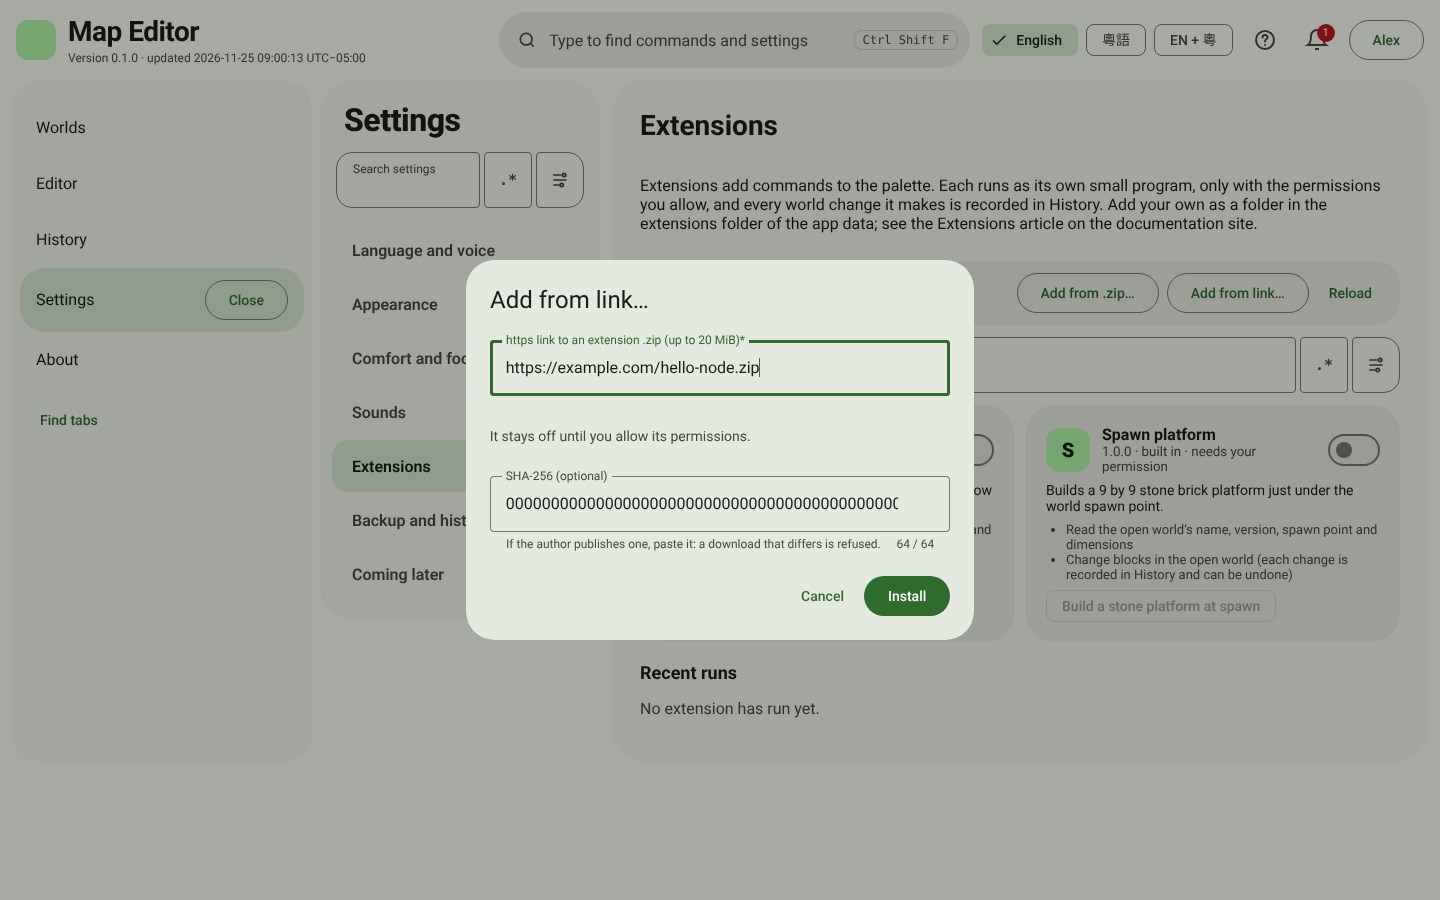 Map Editor
Version 0.1.0 · updated 2026-11-25 09:00:13 UTC−05:00
Type to find commands and settings
Ctrl Shift F
English
粵語
EN + 粵
1
Alex
Worlds
Editor
History
Settings
Close
About
Find tabs
Settings
Search settings
.*
Language and voice
Appearance
Comfort and foc
Sounds
Extensions
Backup and hist
Coming later
Extensions
Extensions add commands to the palette. Each runs as its own small program, only with the permissions
you allow, and every world change it makes is recorded in History. Add your own as a folder in the
extensions folder of the app data; see the Extensions article on the documentation site.
Add from .zip…
Add from link…
Reload
.*
ow
and
S
Spawn platform
1.0.0 · built in · needs your
permission
Builds a 9 by 9 stone brick platform just under the
world spawn point.
• Read the open world's name, version, spawn point and
dimensions
• Change blocks in the open world (each change is
recorded in History and can be undone)
Build a stone platform at spawn
Recent runs
No extension has run yet.
Add from link…
https link to an extension .zip (up to 20 MiB)*
https://example.com/hello-node.zip
It stays off until you allow its permissions.
SHA-256 (optional)
00000000000000000000000000000000000000000000
If the author publishes one, paste it: a download that differs is refused.
64 / 64
Cancel
Install